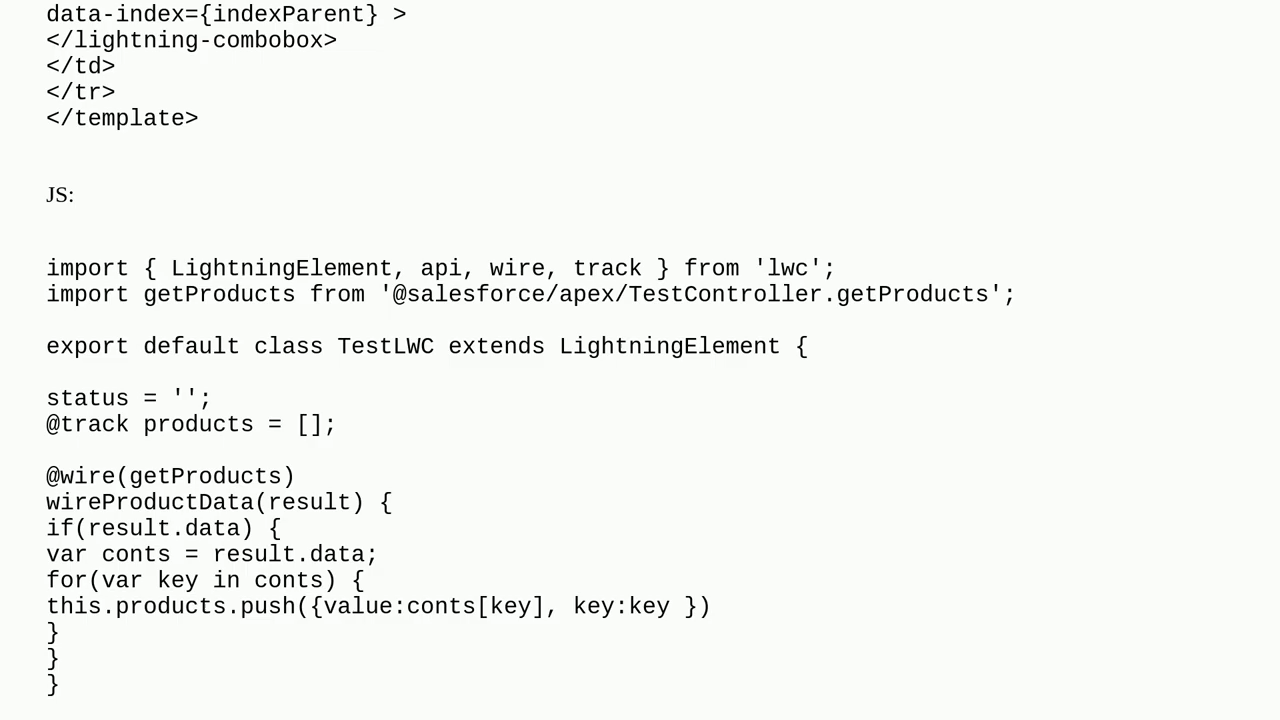 data-index={indexParent} >
</lightning-combobox>
</td>
</tr>
</template>
JS:
import { LightningElement, api, wire, track } from 'lwc';
import getProducts from '@salesforce/apex/TestController.getProducts';
export default class TestLWC extends LightningElement {
status = '';
@track products = [];
@wire(getProducts)
wireProductData(result) {
if(result.data) {
var conts = result.data;
for(var key in conts) {
this.products.push({value:conts[key], key:key })
}
}
}